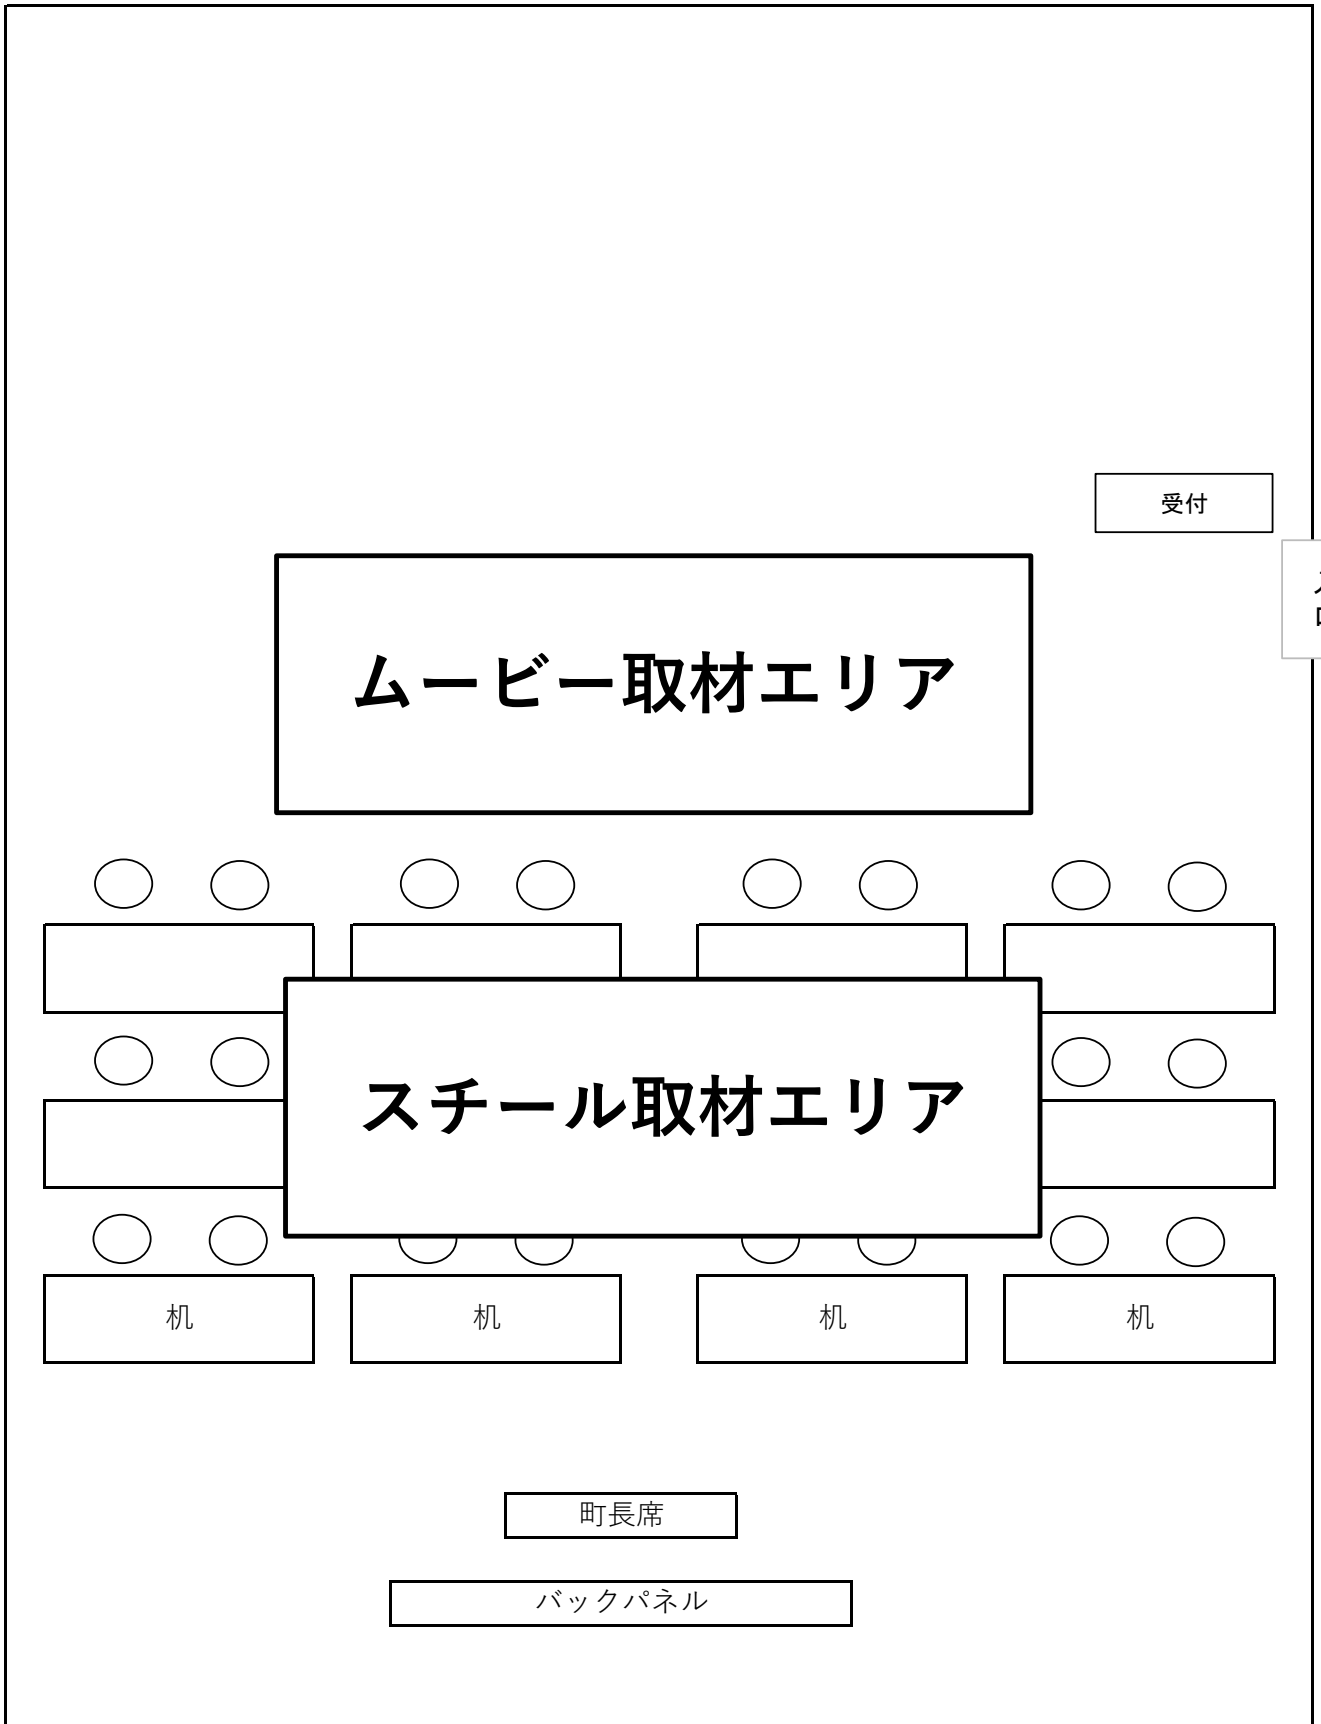 受付
ムービー取材エリア
スチール取材エリア
机 机 机 机
町長席
バックパネル